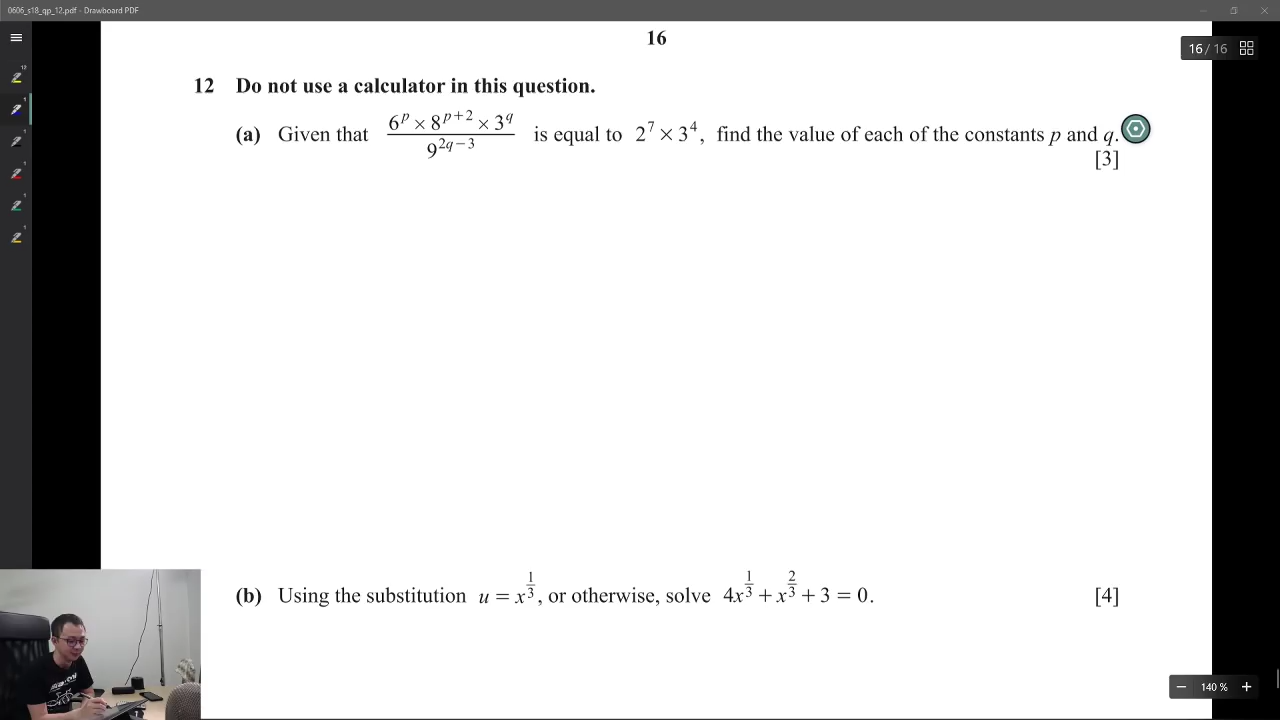 0606_s18_qp_12.pdf - Drawboard PDF
16
16 / 16
12 Do not use a calculator in this question.
(a) Given that (6^p × 8^(p+2) × 3^q) / 9^(2q−3) is equal to 2^7 × 3^4, find the value of each of the constants p and q.
[3]
(b) Using the substitution u = x^(1/3), or otherwise, solve 4x^(1/3) + x^(2/3) + 3 = 0. [4]
140 %